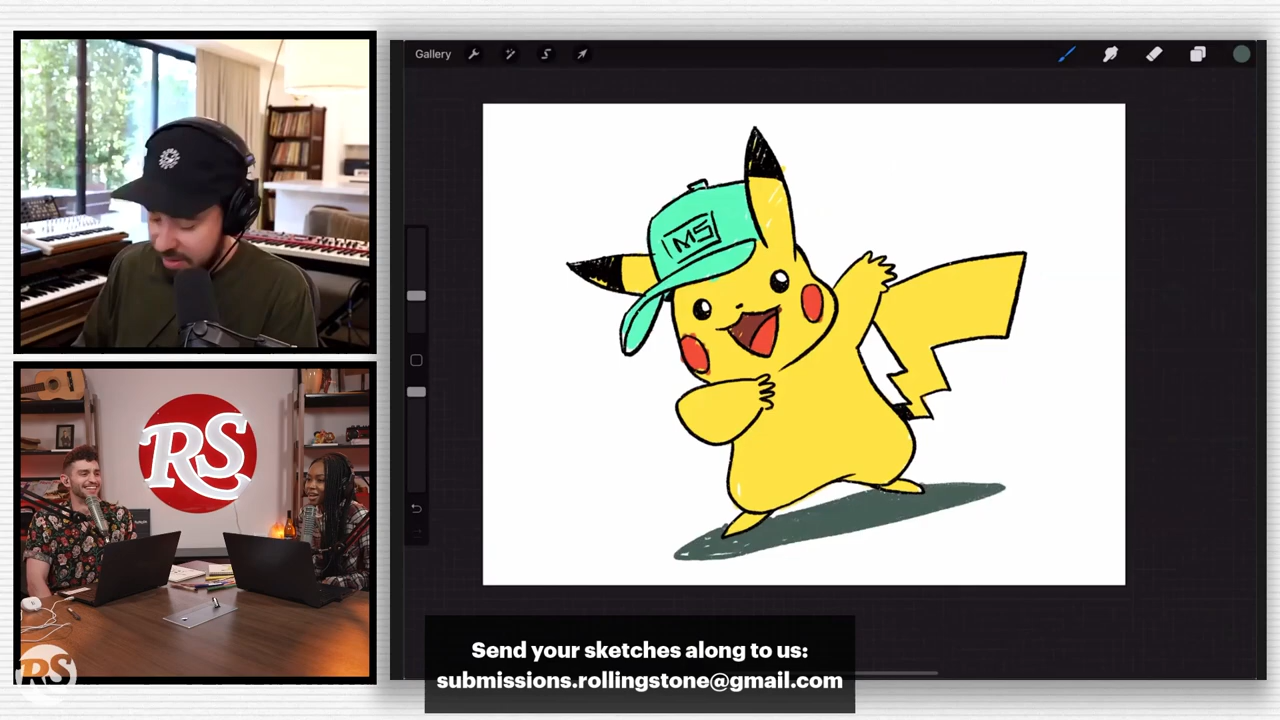 Gallery
MS
RS
RS
Send your sketches along to us:
submissions.rollingstone@gmail.com